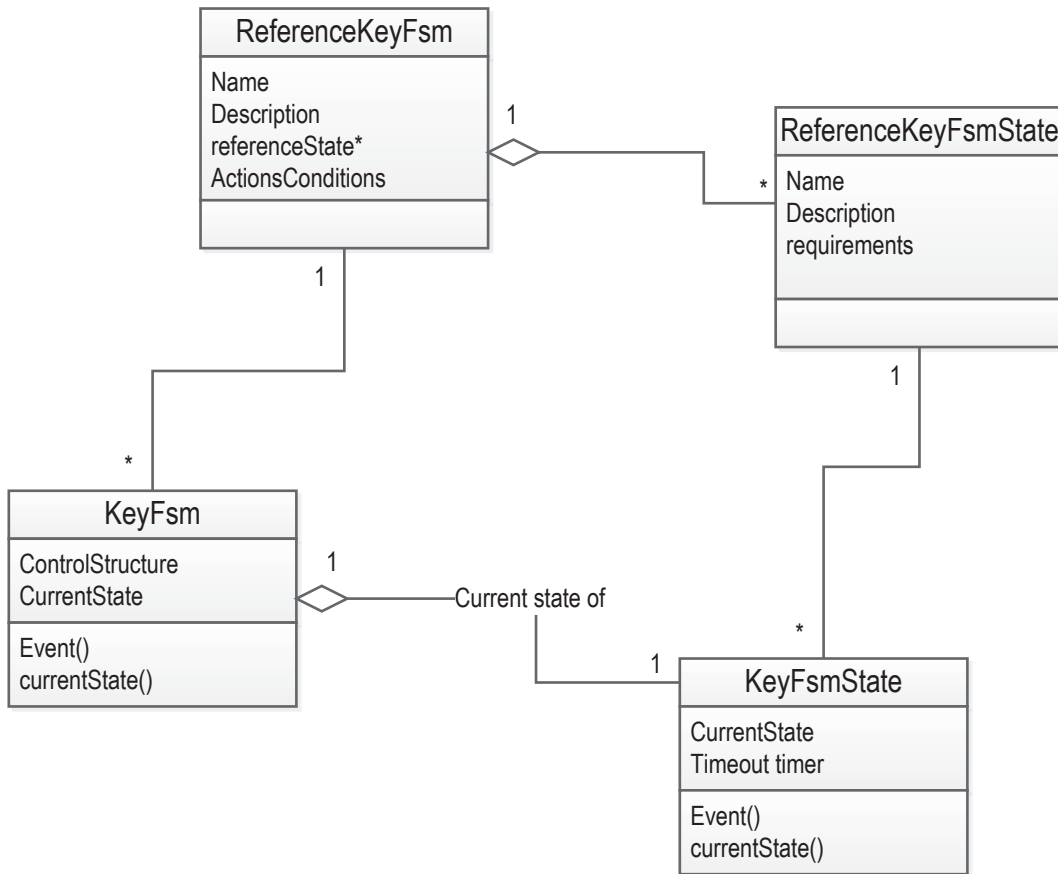 ReferenceKeyFsm
Name
Description
referenceState*
ActionsConditions
1
1
*
ReferenceKeyFsmState
Name
Description
requirements
1
*
KeyFsm
ControlStructure
CurrentState
Event()
currentState()
1
Current state of
1
*
KeyFsmState
CurrentState
Timeout timer
Event()
currentState()